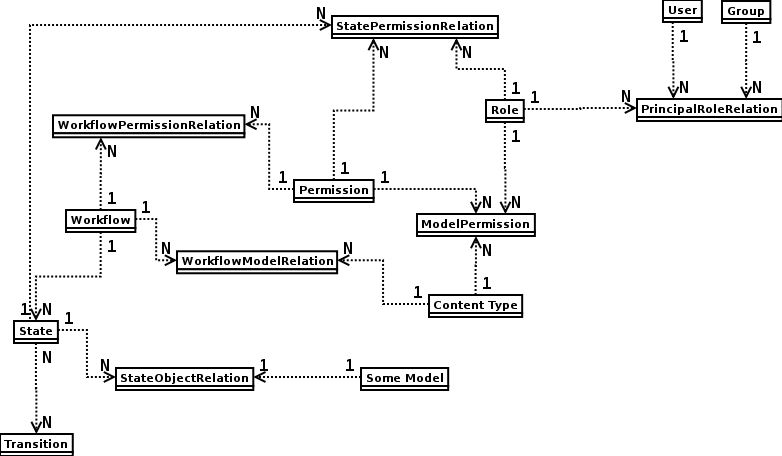 User
Group
N
StatePermissionRelation
1
1
N
N
1
N
1
N
N
N
Role
PrincipalRoleRelation
N
WorkflowPermissionRelation
1
N
1
1
1
Permission
1
1
N
N
Workflow
ModelPermission
1
N
N
N
WorkflowModelRelation
1
1
Content Type
1
N
1
State
N
N
1
1
StateObjectRelation
Some Model
N
Transition